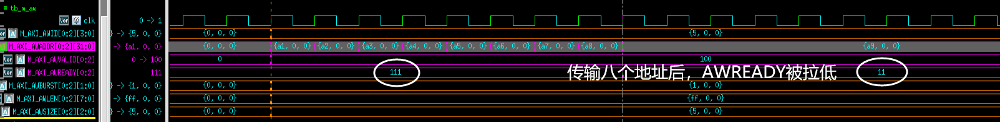 = tb_m_aw
clk 0 -> 1
M_AXI_AWID[0:2][3:0] } -> {5, 0, 0} {0, 0, 0} {5, 0, 0}
M_AXI_AWADDR[0:2][31:0] -> {a1, 0, 0} {0, 0, 0} {a1, 0, 0} {a2, 0, 0} {a3, 0, 0} {a4, 0, 0} {a5, 0, 0} {a6, 0, 0} {a7, 0, 0} {a8, 0, 0} {a9, 0, 0}
M_AXI_AWVALID[0:2] 0 -> 100 0 100
M_AXI_AWREADY[0:2] 111 111 传输八个地址后，AWREADY被拉低 11
M_AXI_AWBURST[0:2][1:0] } -> {1, 0, 0} {0, 0, 0} {1, 0, 0}
M_AXI_AWLEN[0:2][7:0] -> {ff, 0, 0} {0, 0, 0} {ff, 0, 0}
M_AXI_AWSIZE[0:2][2:0] } -> {5, 0, 0} {0, 0, 0} {5, 0, 0}